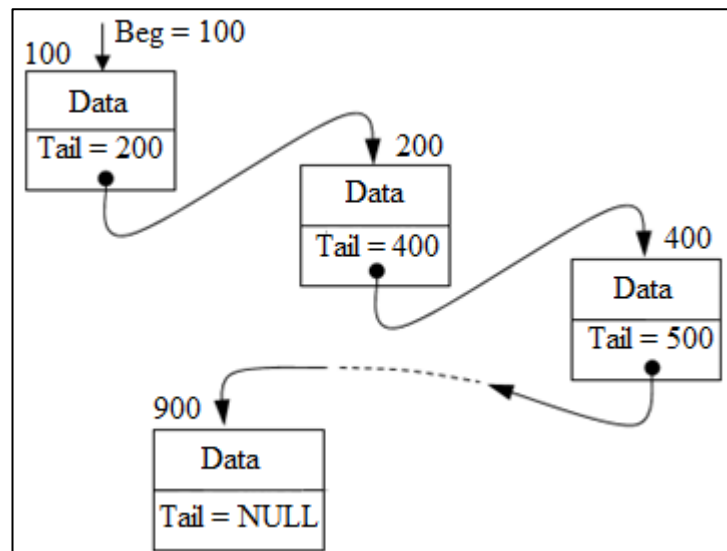 Beg = 100
100
Data
Tail = 200
200
Data
Tail = 400
400
Data
Tail = 500
900
Data
Tail = NULL